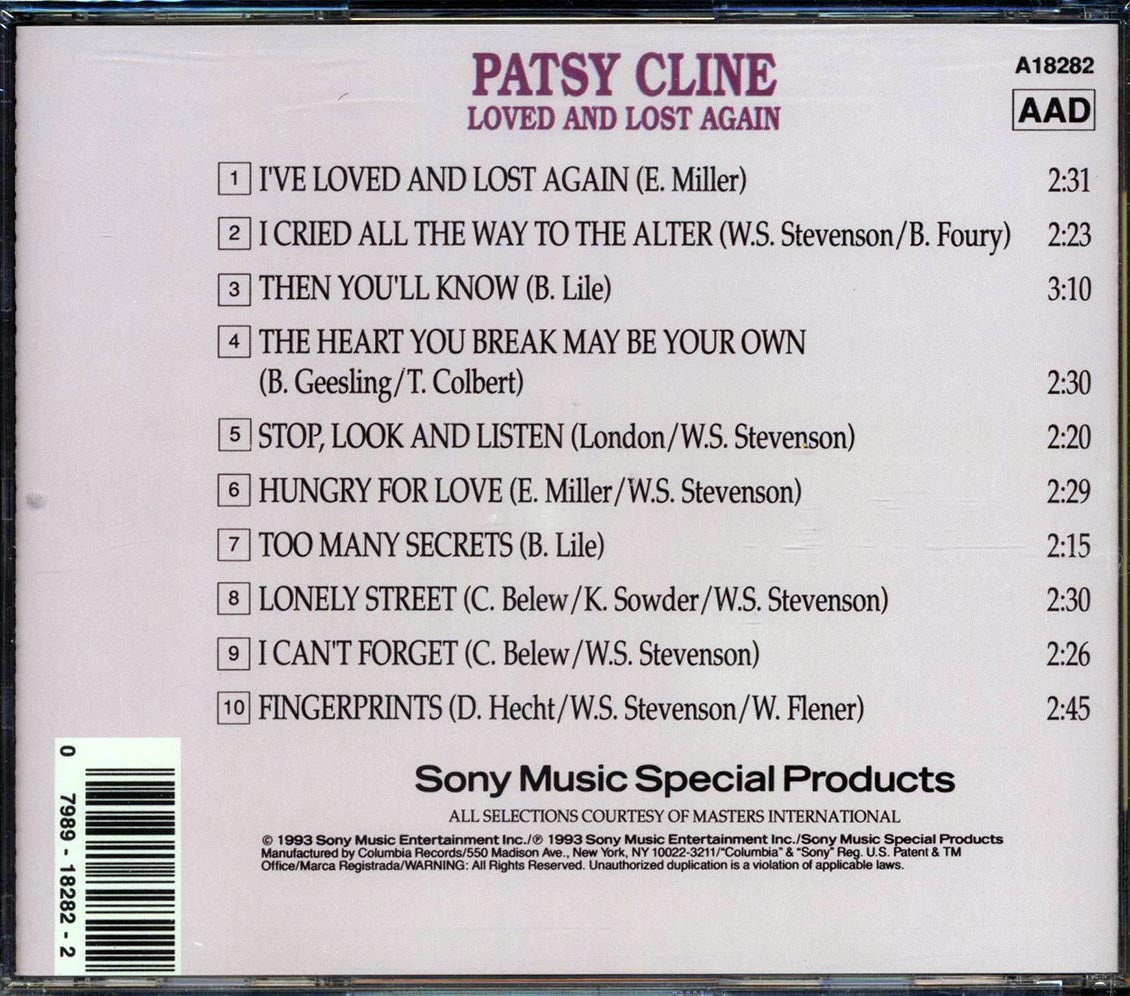 PATSY CLINE
LOVED AND LOST AGAIN
A18282
AAD
1 I'VE LOVED AND LOST AGAIN (E. Miller) 2:31
2 I CRIED ALL THE WAY TO THE ALTER (W.S. Stevenson/B. Foury) 2:23
3 THEN YOU'LL KNOW (B. Lile) 3:10
4 THE HEART YOU BREAK MAY BE YOUR OWN
(B. Geesling/T. Colbert) 2:30
5 STOP, LOOK AND LISTEN (London/W.S. Stevenson) 2:20
6 HUNGRY FOR LOVE (E. Miller/W.S. Stevenson) 2:29
7 TOO MANY SECRETS (B. Lile) 2:15
8 LONELY STREET (C. Belew/K. Sowder/W.S. Stevenson) 2:30
9 I CAN'T FORGET (C. Belew/W.S. Stevenson) 2:26
10 FINGERPRINTS (D. Hecht/W.S. Stevenson/W. Flener) 2:45
0 7989-18282-2
Sony Music Special Products
ALL SELECTIONS COURTESY OF MASTERS INTERNATIONAL
© 1993 Sony Music Entertainment Inc./℗ 1993 Sony Music Entertainment Inc./Sony Music Special Products
Manufactured by Columbia Records/550 Madison Ave., New York, NY 10022-3211/"Columbia" & "Sony" Reg. U.S. Patent & TM
Office/Marca Registrada/WARNING: All Rights Reserved. Unauthorized duplication is a violation of applicable laws.